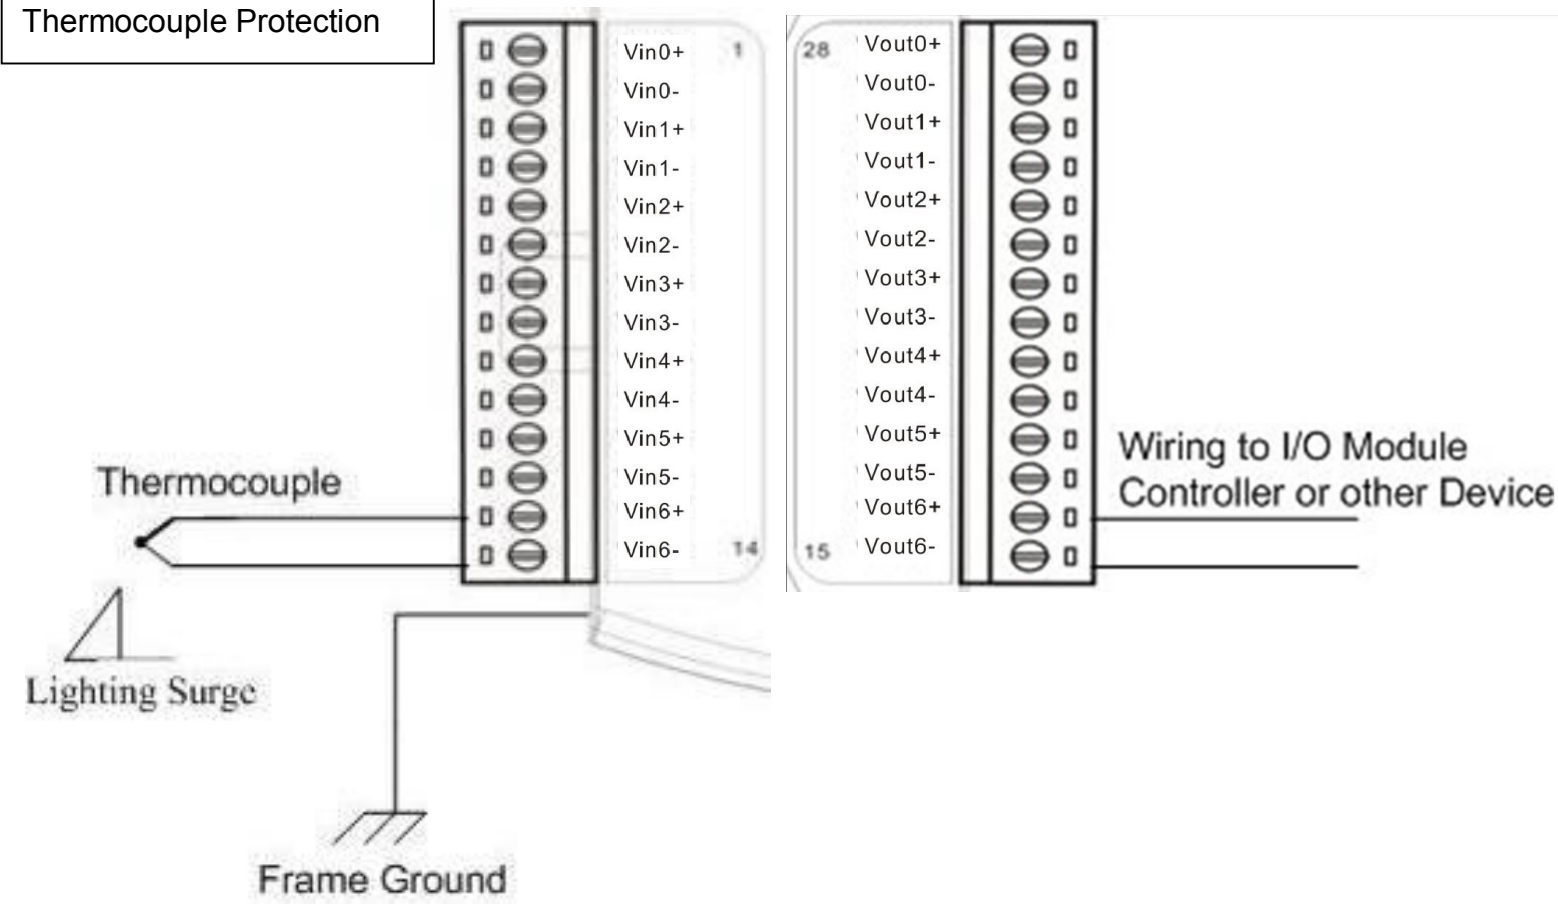 Thermocouple Protection
Vin0+ 1
Vin0-
Vin1+
Vin1-
Vin2+
Vin2-
Vin3+
Vin3-
Vin4+
Vin4-
Vin5+
Vin5-
Vin6+
Vin6- 14
28 Vout0+
Vout0-
Vout1+
Vout1-
Vout2+
Vout2-
Vout3+
Vout3-
Vout4+
Vout4-
Vout5+
Vout5-
Vout6+
15 Vout6-
Thermocouple
Wiring to I/O Module
Controller or other Device
Lighting Surge
Frame Ground